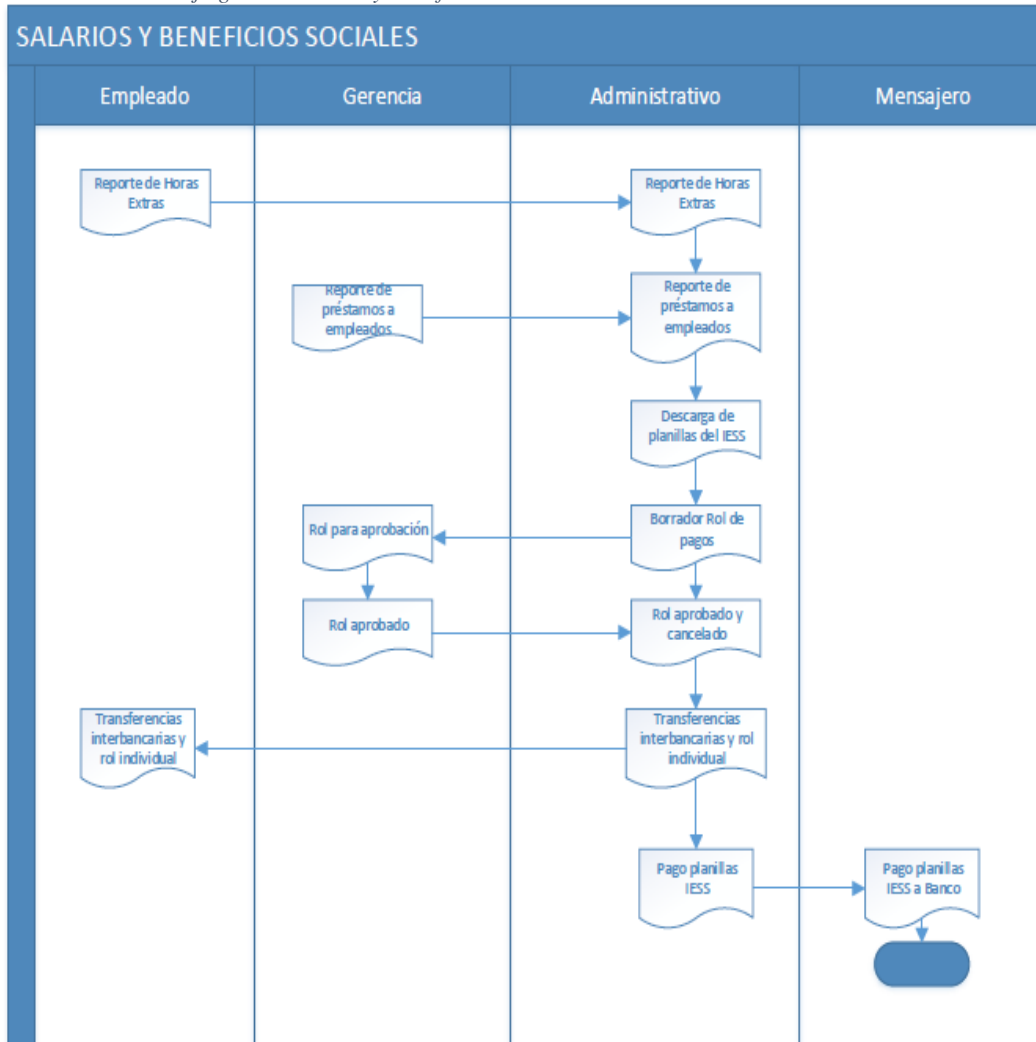 SALARIOS Y BENEFICIOS SOCIALES
Empleado
Gerencia
Administrativo
Mensajero
Reporte de Horas
Extras
Reporte de Horas
Extras
Reporte de
préstamos a
empleados
Reporte de
préstamos a
empleados
Descarga de
planillas del IESS
Rol para aprobación
Borrador Rol de
pagos
Rol aprobado
Rol aprobado y
cancelado
Transferencias
interbancarias y
rol individual
Transferencias
interbancarias y rol
individual
Pago planillas
IESS
Pago planillas
IESS a Banco